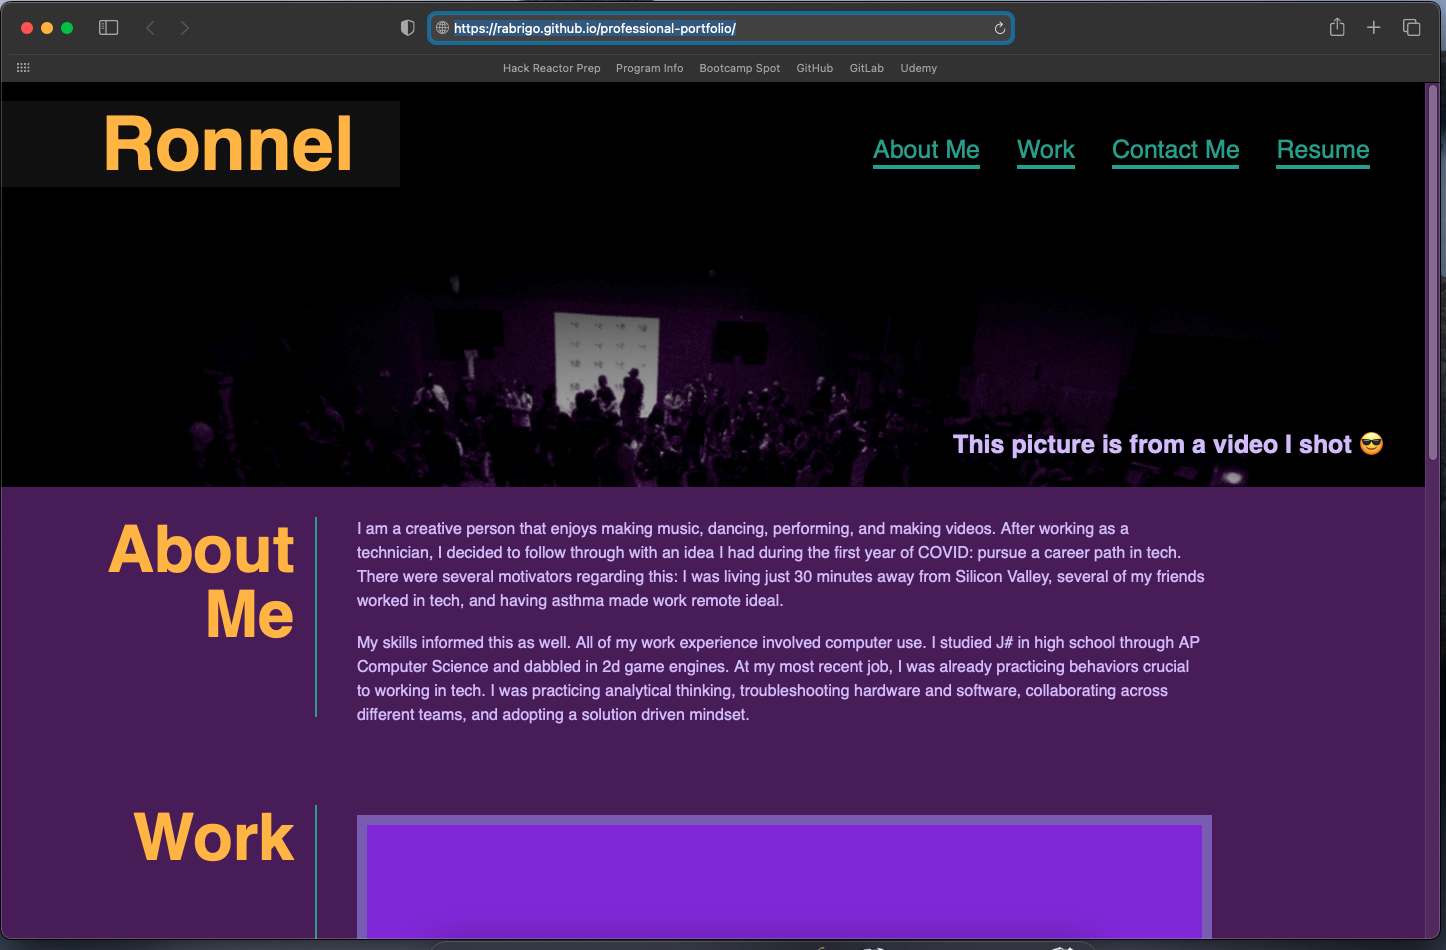 https://rabrigo.github.io/professional-portfolio/
Hack Reactor Prep Program Info Bootcamp Spot GitHub GitLab Udemy
Ronnel
About Me Work Contact Me Resume
This picture is from a video I shot 😎
About
Me
I am a creative person that enjoys making music, dancing, performing, and making videos. After working as a
technician, I decided to follow through with an idea I had during the first year of COVID: pursue a career path in tech.
There were several motivators regarding this: I was living just 30 minutes away from Silicon Valley, several of my friends
worked in tech, and having asthma made work remote ideal.
My skills informed this as well. All of my work experience involved computer use. I studied J# in high school through AP
Computer Science and dabbled in 2d game engines. At my most recent job, I was already practicing behaviors crucial
to working in tech. I was practicing analytical thinking, troubleshooting hardware and software, collaborating across
different teams, and adopting a solution driven mindset.
Work